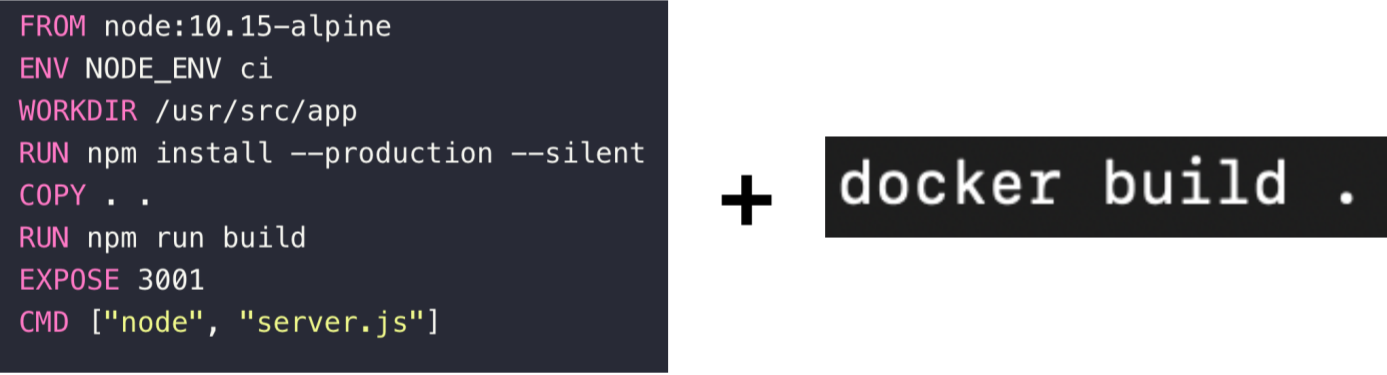 FROM node:10.15-alpine
ENV NODE_ENV ci
WORKDIR /usr/src/app
RUN npm install --production --silent
COPY . .
RUN npm run build
EXPOSE 3001
CMD ["node", "server.js"]
+
docker build .